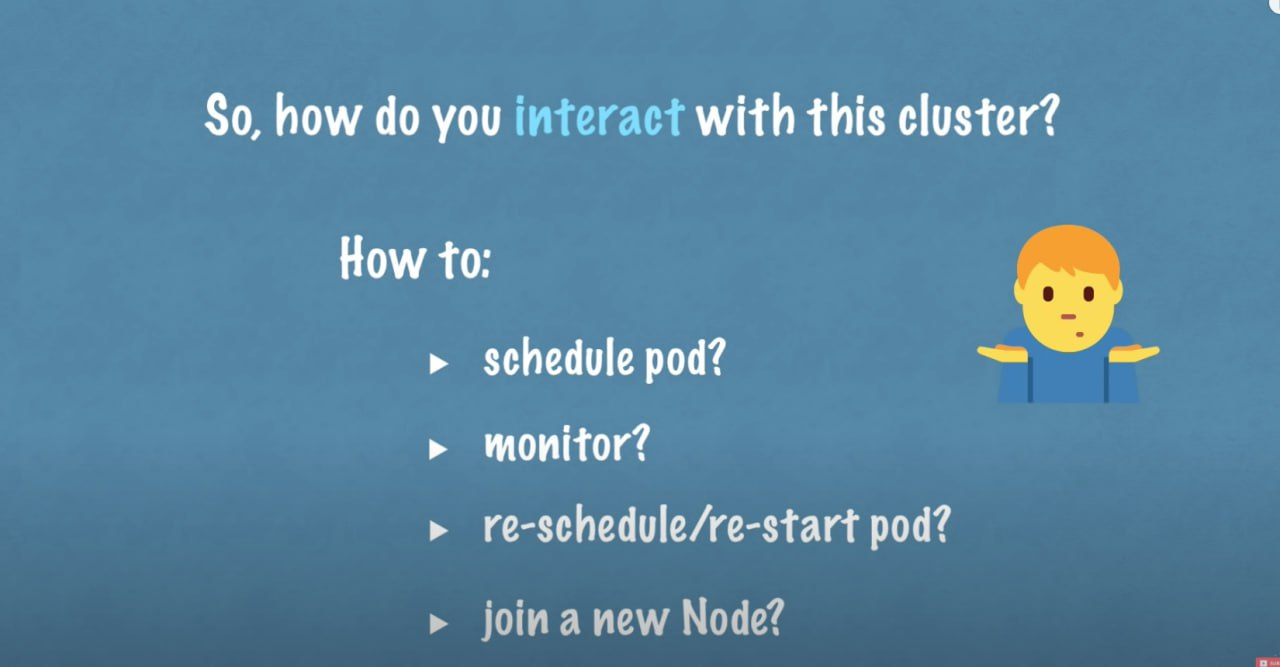 So, how do you interact with this cluster?
How to:
schedule pod?
monitor?
re-schedule/re-start pod?
join a new Node?